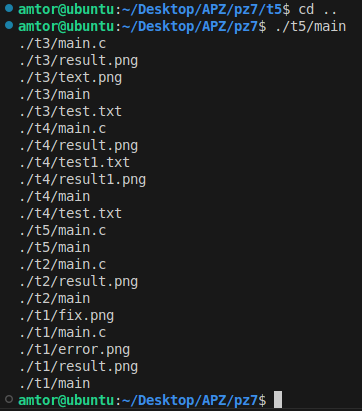 amtor@ubuntu:~/Desktop/APZ/pz7/t5$ cd ..
amtor@ubuntu:~/Desktop/APZ/pz7$ ./t5/main
./t3/main.c
./t3/result.png
./t3/text.png
./t3/main
./t3/test.txt
./t4/main.c
./t4/result.png
./t4/test1.txt
./t4/result1.png
./t4/main
./t4/test.txt
./t5/main.c
./t5/main
./t2/main.c
./t2/result.png
./t2/main
./t1/fix.png
./t1/main.c
./t1/error.png
./t1/result.png
./t1/main
amtor@ubuntu:~/Desktop/APZ/pz7$